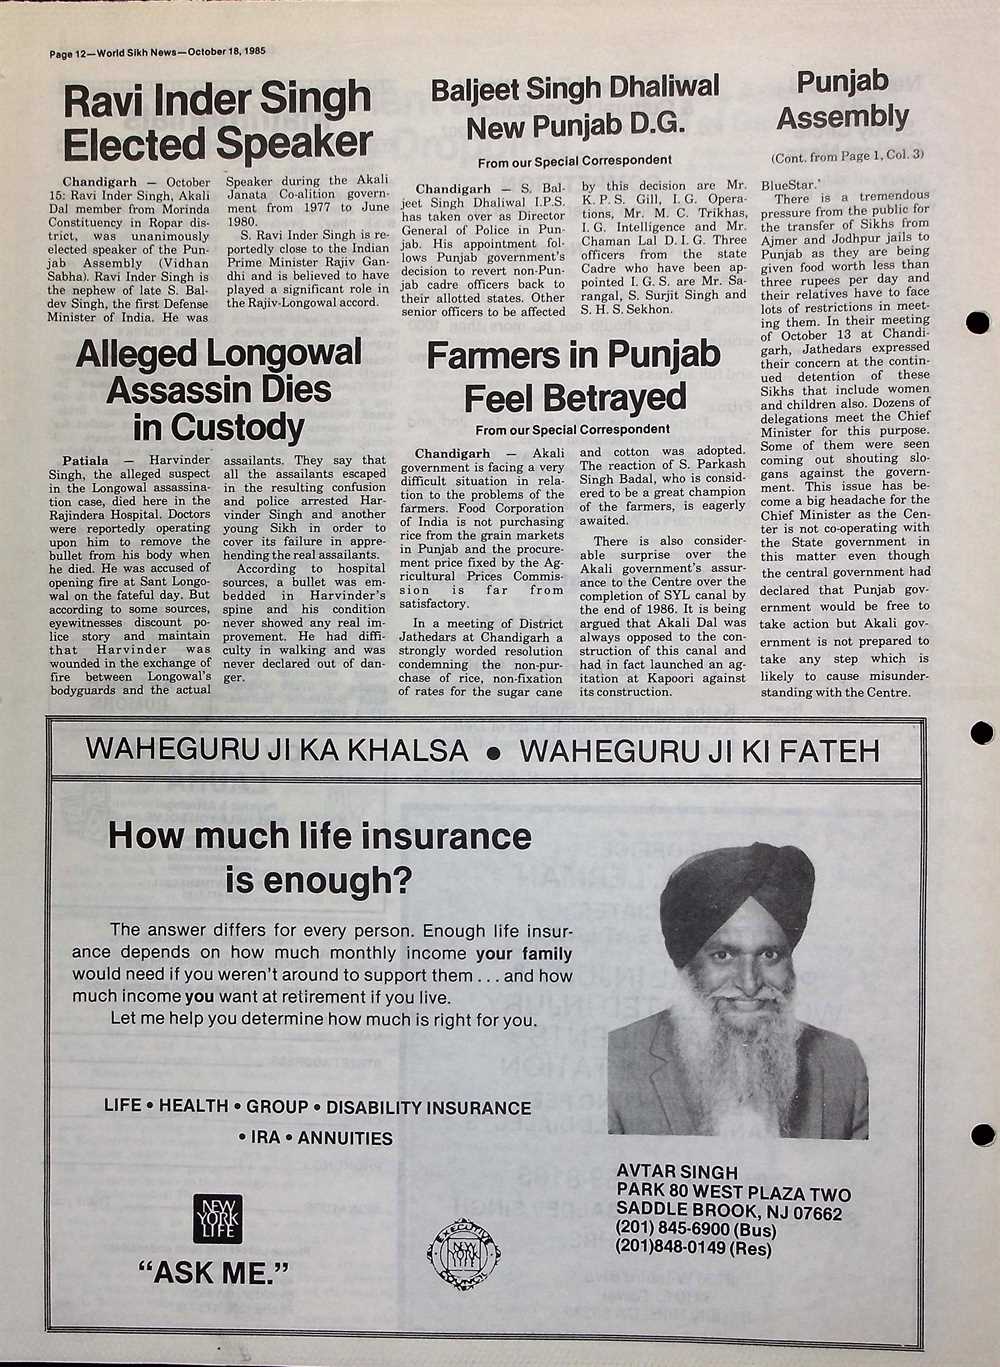 Page 12—World Sikh News—October 18, 1985
Ravi Inder Singh
Elected Speaker
Chandigarh — October
15: Ravi Inder Singh, Akali
Dal member from Morinda
Constituency in Ropar dis-
trict, was unanimously
elected speaker of the Pun-
jab Assembly (Vidhan
Sabha). Ravi Inder Singh is
the nephew of late S. Bal-
dev Singh, the first Defense
Minister of India. He was
Speaker during the Akali
Janata Co-alition govern-
ment from 1977 to June
1980.
S. Ravi Inder Singh is re-
portedly close to the Indian
Prime Minister Rajiv Gan-
dhi and is believed to have
played a significant role in
the Rajiv-Longowal accord.
Baljeet Singh Dhaliwal
New Punjab D.G.
From our Special Correspondent
Chandigarh — S. Bal-
jeet Singh Dhaliwal I.P.S.
has taken over as Director
General of Police in Pun-
jab. His appointment fol-
lows Punjab government's
decision to revert non-Pun-
jab cadre officers back to
their allotted states. Other
senior officers to be affected
by this decision are Mr.
K. P. S. Gill, I. G. Opera-
tions, Mr. M. C. Trikhas,
I. G. Intelligence and Mr.
Chaman Lal D. I. G. Three
officers from the state
Cadre who have been ap-
pointed I. G. S. are Mr. Sa-
rangal, S. Surjit Singh and
S. H. S. Sekhon.
Punjab
Assembly
(Cont. from Page 1, Col. 3)
BlueStar.'
There is a tremendous
pressure from the public for
the transfer of Sikhs from
Ajmer and Jodhpur jails to
Punjab as they are being
given food worth less than
three rupees per day and
their relatives have to face
lots of restrictions in meet-
ing them. In their meeting
of October 13 at Chandi-
garh, Jathedars expressed
their concern at the contin-
ued detention of these
Sikhs that include women
and children also. Dozens of
delegations meet the Chief
Minister for this purpose.
Some of them were seen
coming out shouting slo-
gans against the govern-
ment. This issue has be-
come a big headache for the
Chief Minister as the Cen-
ter is not co-operating with
the State government in
this matter even though
the central government had
declared that Punjab gov-
ernment would be free to
take action but Akali gov-
ernment is not prepared to
take any step which is
likely to cause misunder-
standing with the Centre.
Alleged Longowal
Assassin Dies
in Custody
Patiala — Harvinder
Singh, the alleged suspect
in the Longowal assassina-
tion case, died here in the
Rajindera Hospital. Doctors
were reportedly operating
upon him to remove the
bullet from his body when
he died. He was accused of
opening fire at Sant Longo-
wal on the fateful day. But
according to some sources,
eyewitnesses discount po-
lice story and maintain
that Harvinder was
wounded in the exchange of
fire between Longowal's
bodyguards and the actual
assailants. They say that
all the assailants escaped
in the resulting confusion
and police arrested Har-
vinder Singh and another
young Sikh in order to
cover its failure in appre-
hending the real assailants.
According to hospital
sources, a bullet was em-
bedded in Harvinder's
spine and his condition
never showed any real im-
provement. He had diffi-
culty in walking and was
never declared out of dan-
ger.
Farmers in Punjab
Feel Betrayed
From our Special Correspondent
Chandigarh — Akali
government is facing a very
difficult situation in rela-
tion to the problems of the
farmers. Food Corporation
of India is not purchasing
rice from the grain markets
in Punjab and the procure-
ment price fixed by the Ag-
ricultural Prices Commis-
sion is far from
satisfactory.
In a meeting of District
Jathedars at Chandigarh a
strongly worded resolution
condemning the non-pur-
chase of rice, non-fixation
of rates for the sugar cane
and cotton was adopted.
The reaction of S. Parkash
Singh Badal, who is consid-
ered to be a great champion
of the farmers, is eagerly
awaited.
There is also consider-
able surprise over the
Akali government's assur-
ance to the Centre over the
completion of SYL canal by
the end of 1986. It is being
argued that Akali Dal was
always opposed to the con-
struction of this canal and
had in fact launched an ag-
itation at Kapoori against
its construction.
WAHEGURU JI KA KHALSA • WAHEGURU JI KI FATEH
How much life insurance
is enough?
The answer differs for every person. Enough life insur-
ance depends on how much monthly income your family
would need if you weren't around to support them . . . and how
much income you want at retirement if you live.
Let me help you determine how much is right for you.
LIFE • HEALTH • GROUP • DISABILITY INSURANCE
• IRA • ANNUITIES
NEW
YORK
LIFE
"ASK ME."
EXECUTIVE
NEW
YORK
LIFE
COUNCIL
AVTAR SINGH
PARK 80 WEST PLAZA TWO
SADDLE BROOK, NJ 07662
(201) 845-6900 (Bus)
(201)848-0149 (Res)